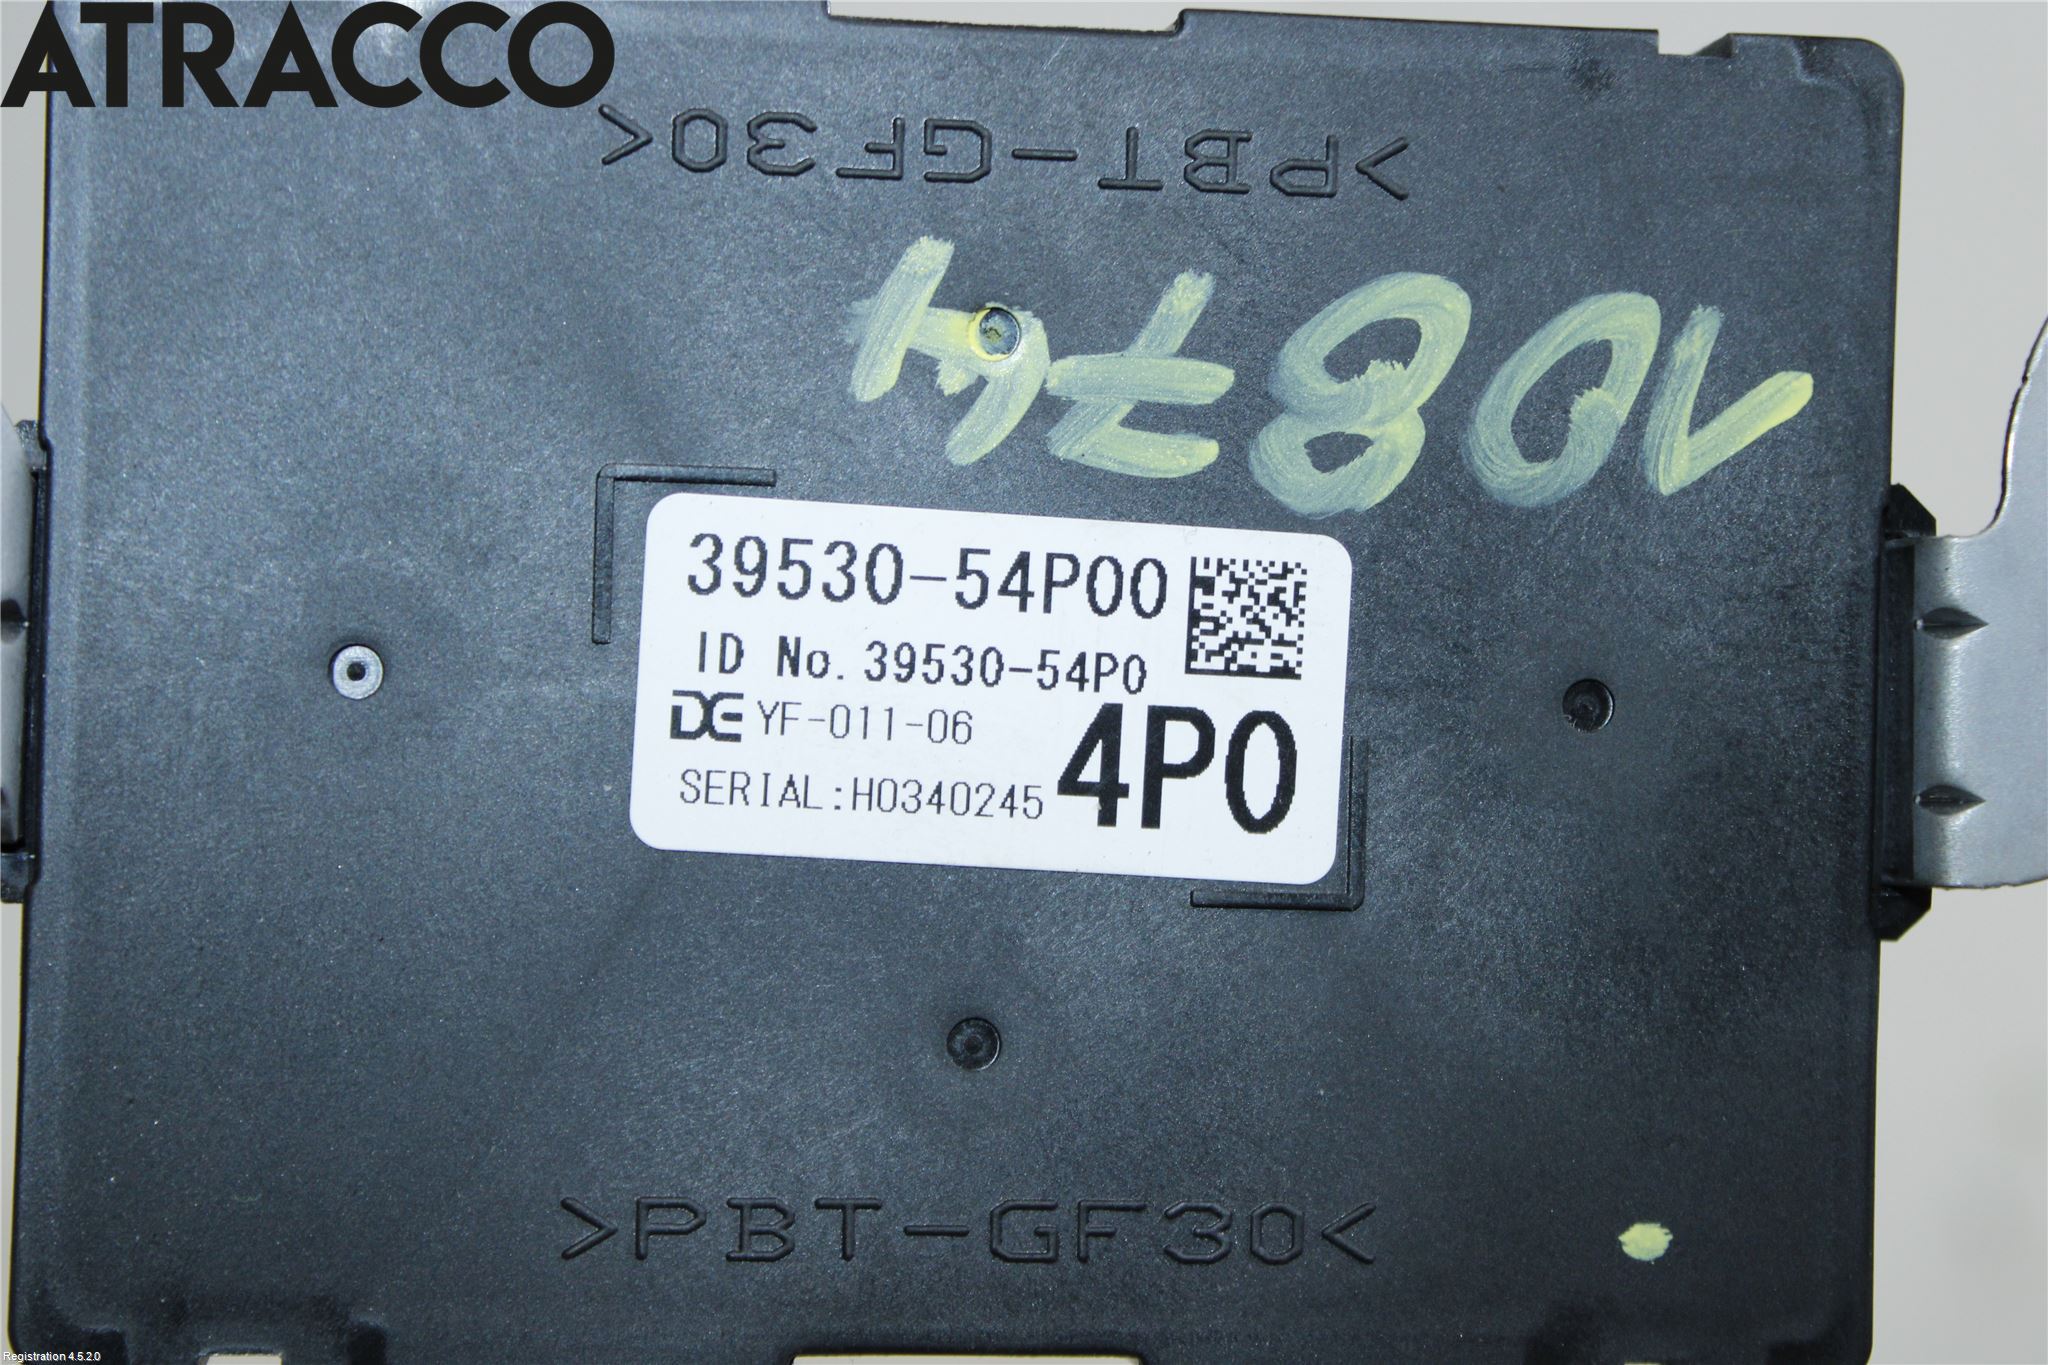 ATRACCO
>PBT-GF30<
10874
39530-54P00
ID No. 39530-54P0
DE YF-011-06
4P0
SERIAL:H0340245
>PBT-GF30<
Registration 4.5.2.0